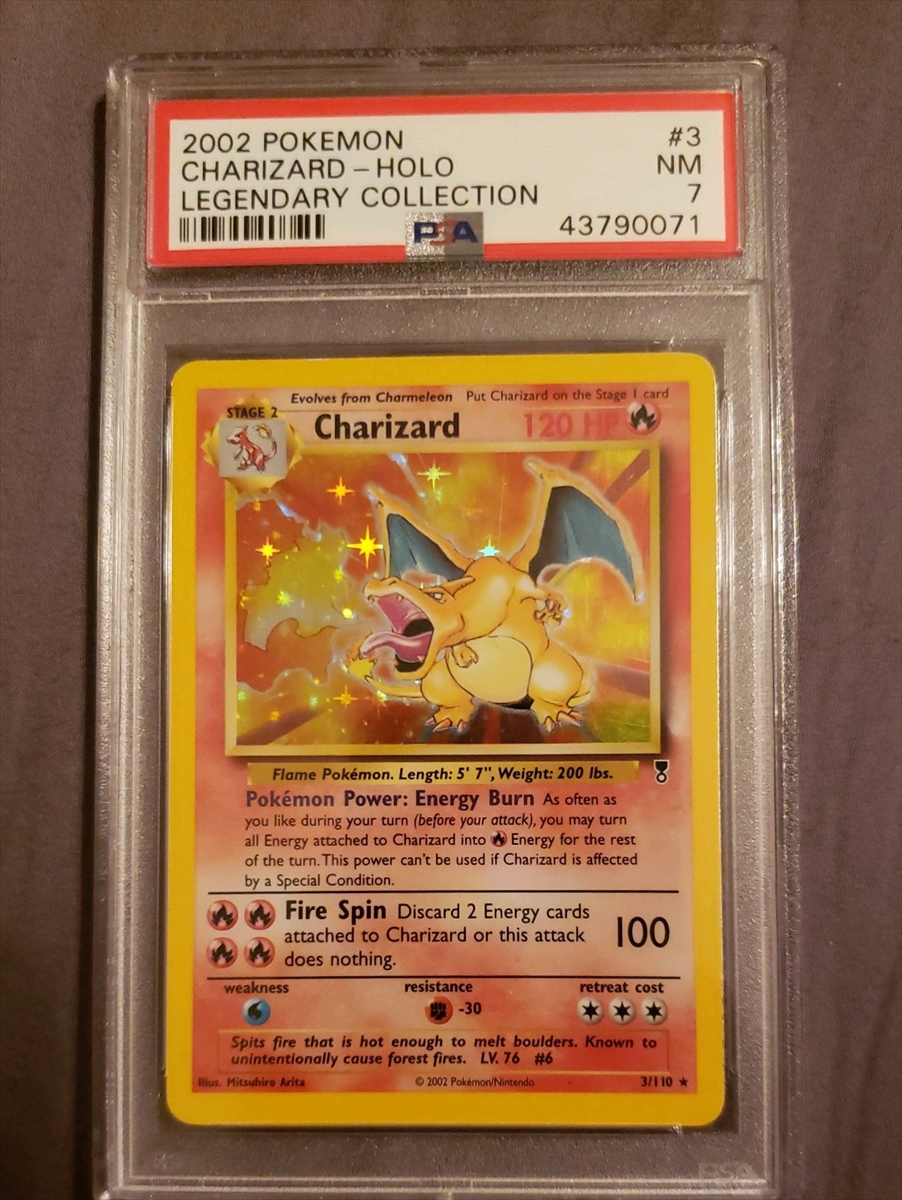 2002 POKEMON #3
CHARIZARD – HOLO NM
LEGENDARY COLLECTION 7
PSA 43790071
Evolves from Charmeleon Put Charizard on the Stage 1 card
STAGE 2
Charizard 120 HP
Flame Pokémon. Length: 5' 7", Weight: 200 lbs.
Pokémon Power: Energy Burn As often as
you like during your turn (before your attack), you may turn
all Energy attached to Charizard into Energy for the rest
of the turn. This power can't be used if Charizard is affected
by a Special Condition.
Fire Spin Discard 2 Energy cards
attached to Charizard or this attack 100
does nothing.
weakness resistance retreat cost
-30
Spits fire that is hot enough to melt boulders. Known to
unintentionally cause forest fires. LV. 76 #6
Illus. Mitsuhiro Arita © 2002 Pokémon/Nintendo 3/110 ★
PSA